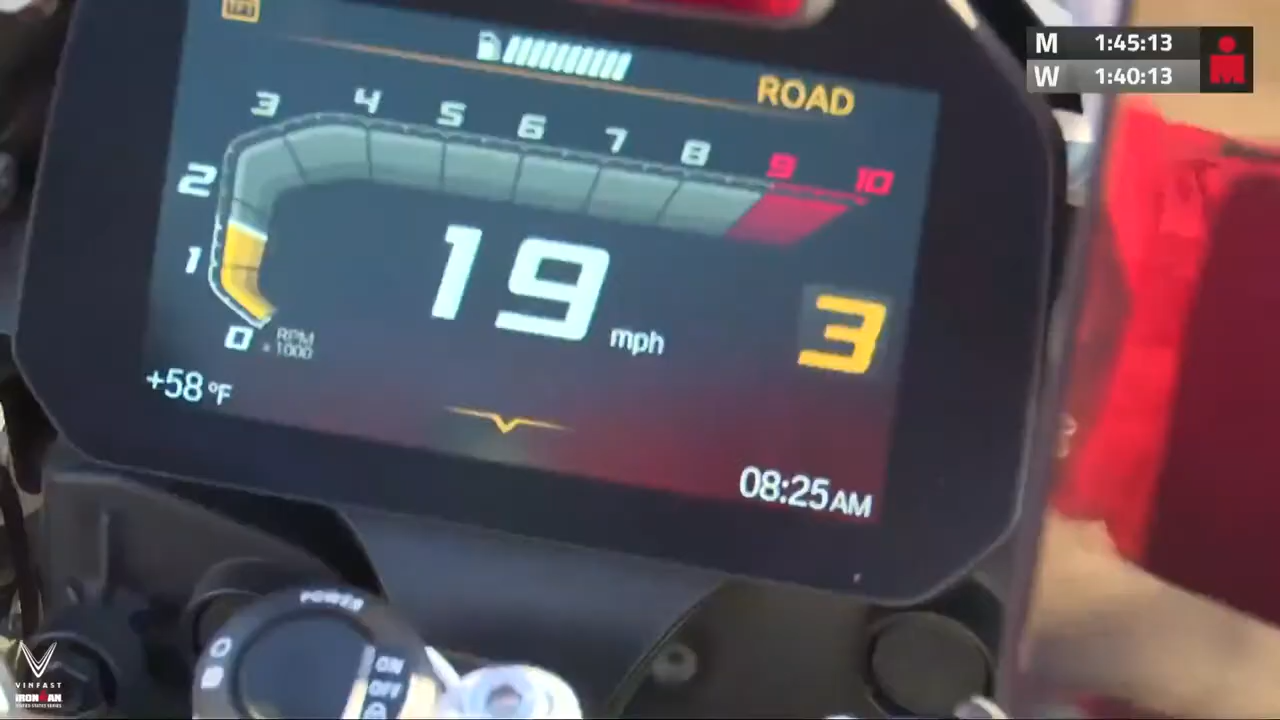 M 1:45:13
W 1:40:13
ROAD
3 4 5 6 7 8 9 10
2
1
0
RPM
x 1000
19 mph
3
+58 °F
08:25 AM
POWER
ON
OFF
VINFAST
IRONMAN